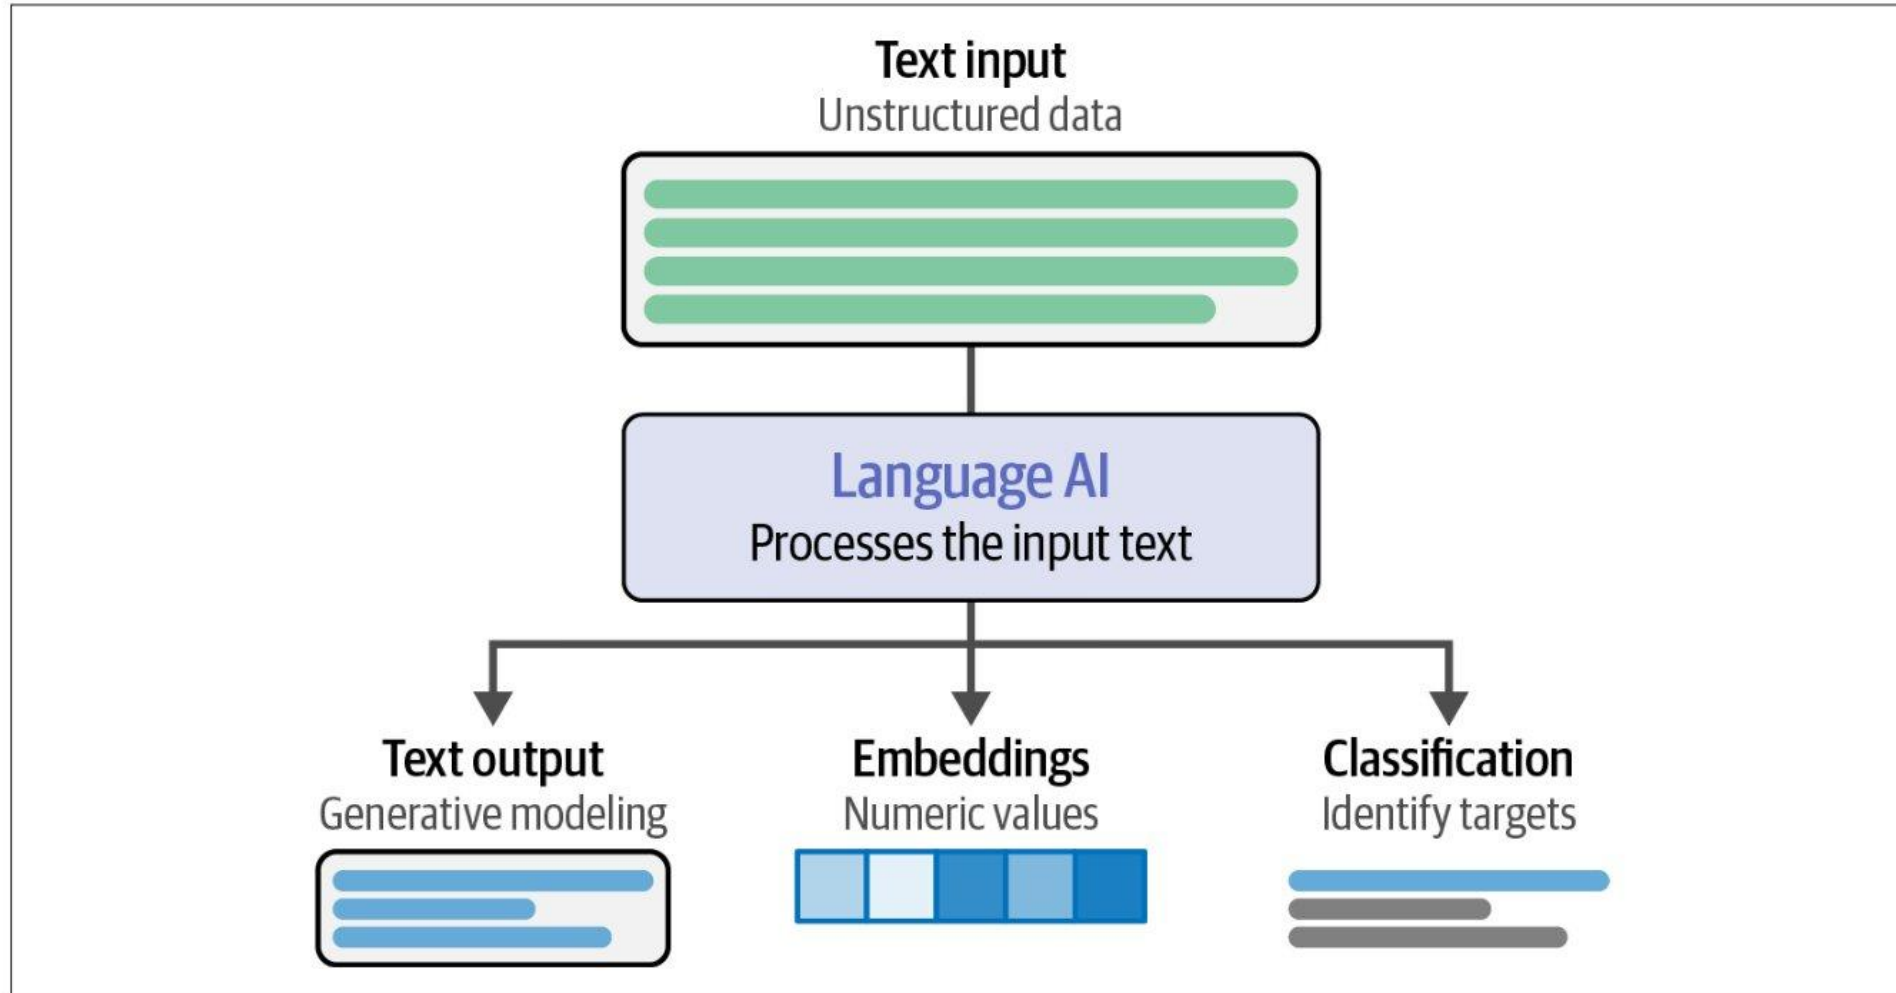 Text input
Unstructured data
Language AI
Processes the input text
Text output
Generative modeling
Embeddings
Numeric values
Classification
Identify targets